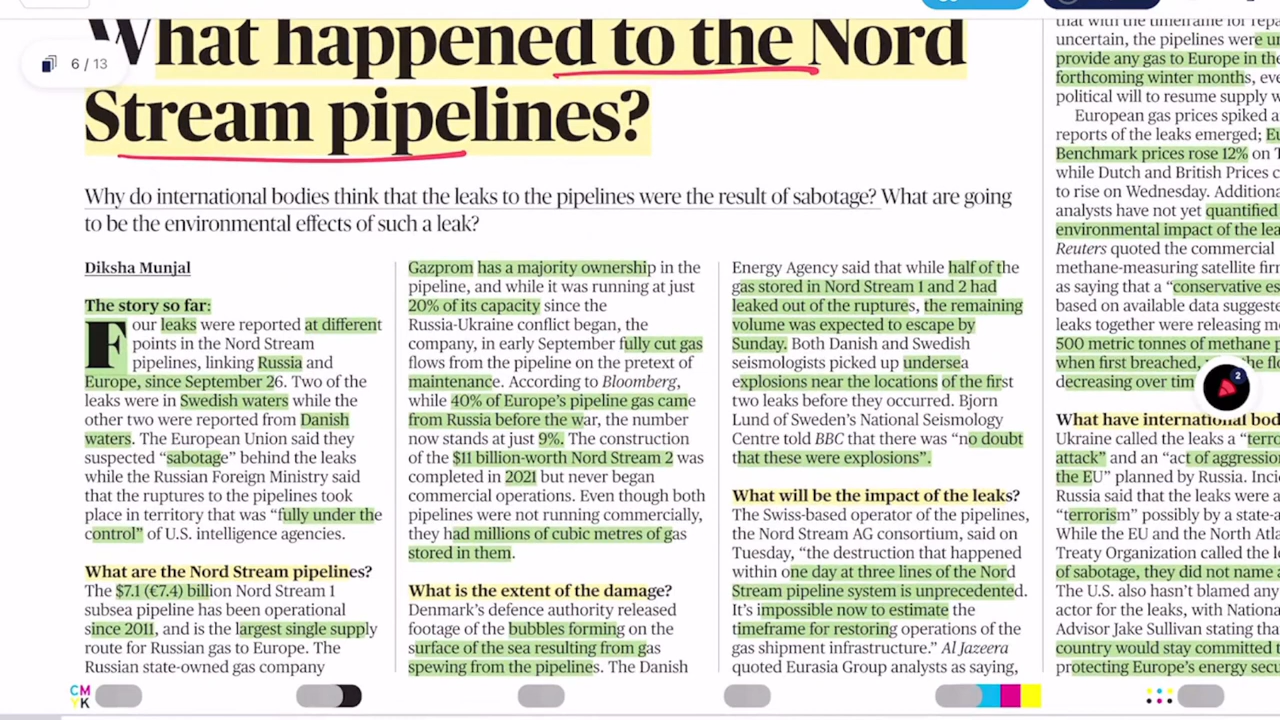 6 / 13
What happened to the Nord
Stream pipelines?
Why do international bodies think that the leaks to the pipelines were the result of sabotage? What are going
to be the environmental effects of such a leak?
Diksha Munjal
The story so far:
Four leaks were reported at different
points in the Nord Stream
pipelines, linking Russia and
Europe, since September 26. Two of the
leaks were in Swedish waters while the
other two were reported from Danish
waters. The European Union said they
suspected “sabotage” behind the leaks
while the Russian Foreign Ministry said
that the ruptures to the pipelines took
place in territory that was “fully under the
control” of U.S. intelligence agencies.
What are the Nord Stream pipelines?
The $7.1 (€7.4) billion Nord Stream 1
subsea pipeline has been operational
since 2011, and is the largest single supply
route for Russian gas to Europe. The
Russian state-owned gas company
Gazprom has a majority ownership in the
pipeline, and while it was running at just
20% of its capacity since the
Russia-Ukraine conflict began, the
company, in early September fully cut gas
flows from the pipeline on the pretext of
maintenance. According to Bloomberg,
while 40% of Europe's pipeline gas came
from Russia before the war, the number
now stands at just 9%. The construction
of the $11 billion-worth Nord Stream 2 was
completed in 2021 but never began
commercial operations. Even though both
pipelines were not running commercially,
they had millions of cubic metres of gas
stored in them.
What is the extent of the damage?
Denmark's defence authority released
footage of the bubbles forming on the
surface of the sea resulting from gas
spewing from the pipelines. The Danish
Energy Agency said that while half of the
gas stored in Nord Stream 1 and 2 had
leaked out of the ruptures, the remaining
volume was expected to escape by
Sunday. Both Danish and Swedish
seismologists picked up undersea
explosions near the locations of the first
two leaks before they occurred. Bjorn
Lund of Sweden's National Seismology
Centre told BBC that there was “no doubt
that these were explosions”.
What will be the impact of the leaks?
The Swiss-based operator of the pipelines,
the Nord Stream AG consortium, said on
Tuesday, “the destruction that happened
within one day at three lines of the Nord
Stream pipeline system is unprecedented.
It's impossible now to estimate the
timeframe for restoring operations of the
gas shipment infrastructure.” Al Jazeera
quoted Eurasia Group analysts as saying,
that with the timeframe for repa
uncertain, the pipelines were un
provide any gas to Europe in the
forthcoming winter months, eve
political will to resume supply w
European gas prices spiked a
reports of the leaks emerged; E
Benchmark prices rose 12% on T
while Dutch and British Prices c
to rise on Wednesday. Additiona
analysts have not yet quantified
environmental impact of the lea
Reuters quoted the commercial
methane-measuring satellite firm
as saying that a “conservative es
based on available data suggeste
leaks together were releasing m
500 metric tonnes of methane p
when first breached, the flo
decreasing over tim
2
What have international bod
Ukraine called the leaks a “terro
attack” and an “act of aggression
the EU” planned by Russia. Inci
Russia said that the leaks were a
“terrorism” possibly by a state-a
While the EU and the North Atla
Treaty Organization called the l
of sabotage, they did not name a
The U.S. also hasn't blamed any
actor for the leaks, with Nationa
Advisor Jake Sullivan stating tha
country would stay committed t
protecting Europe's energy secu
CM
YK